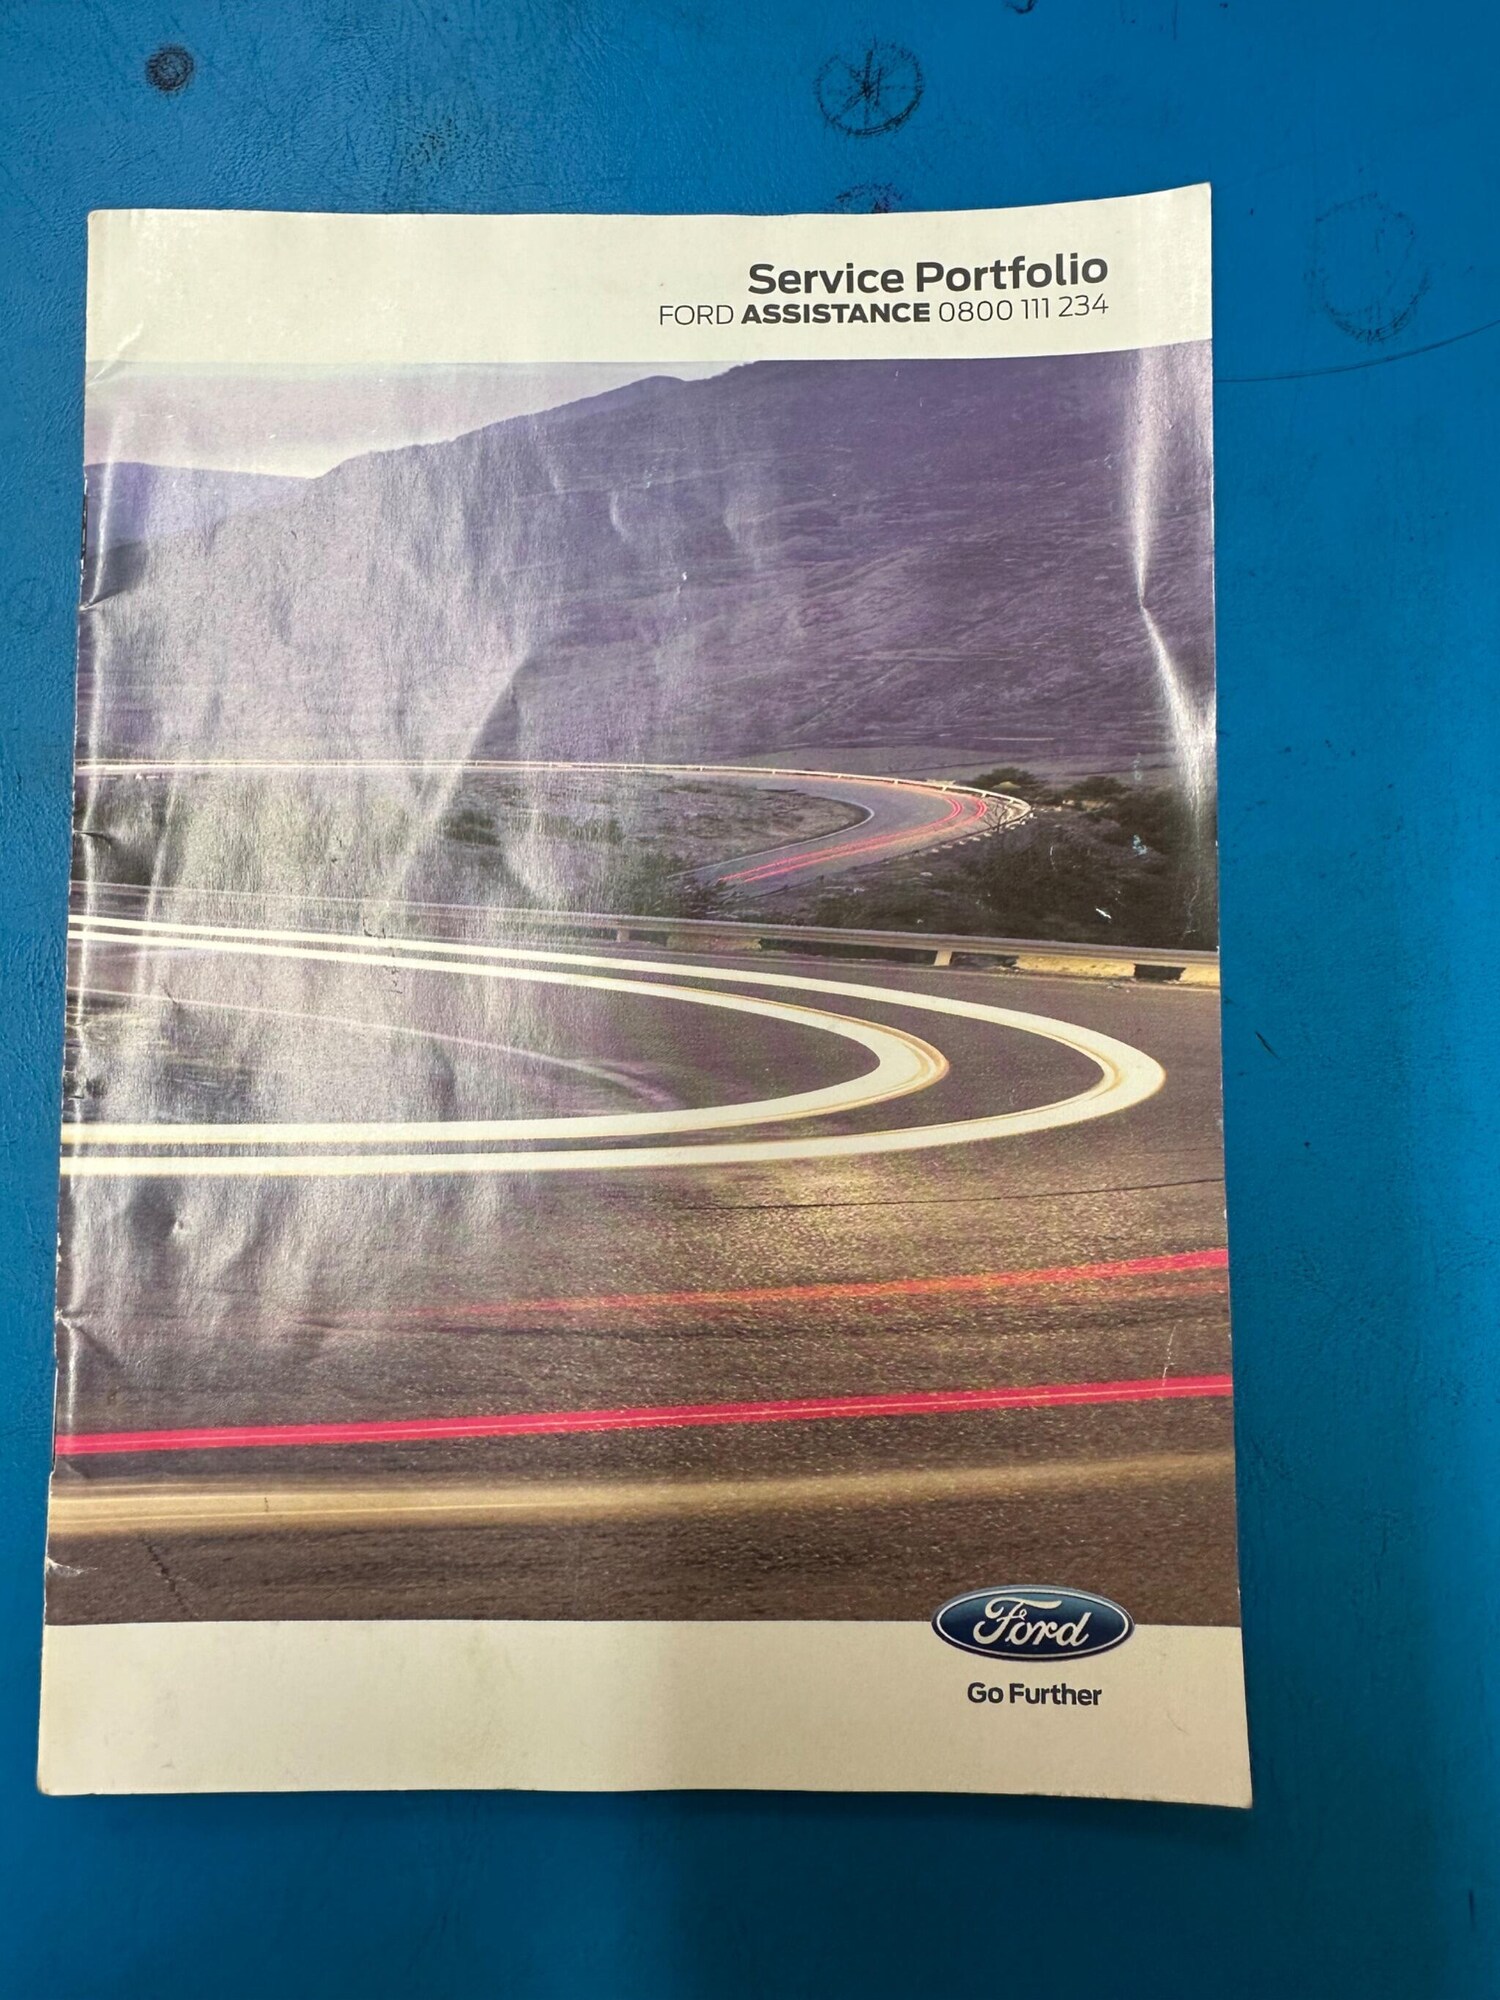 Service Portfolio
FORD ASSISTANCE 0800 111 234
Ford
Go Further